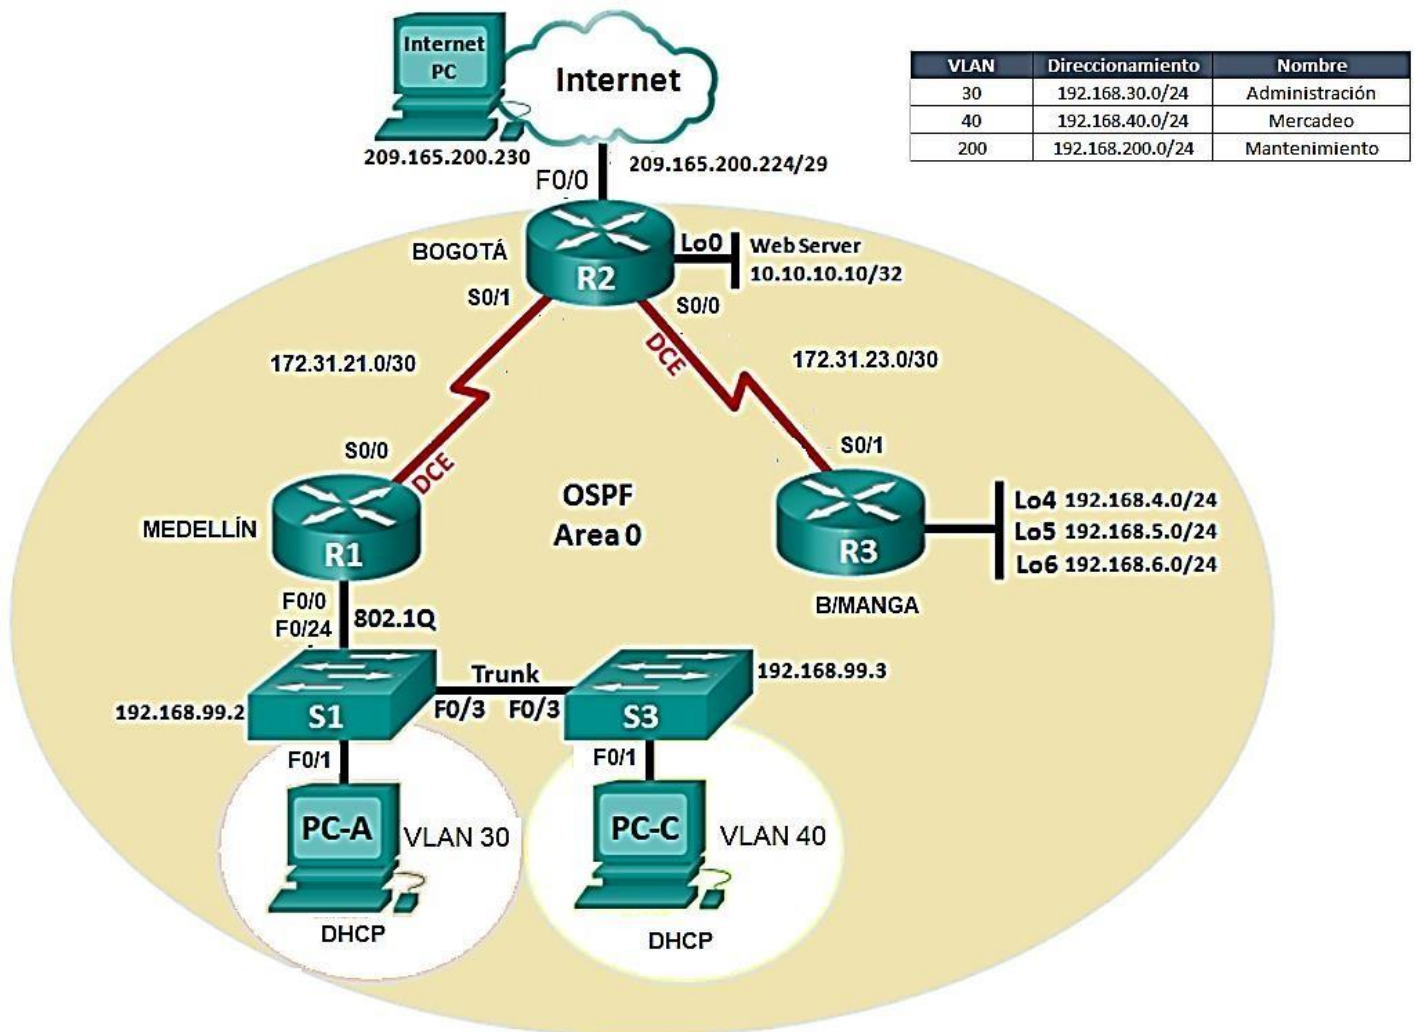 Internet
PC
Internet
209.165.200.230
F0/0
209.165.200.224/29
VLAN Direccionamiento Nombre
30 192.168.30.0/24 Administración
40 192.168.40.0/24 Mercadeo
200 192.168.200.0/24 Mantenimiento
BOGOTÁ
R2
Lo0
Web Server
10.10.10.10/32
S0/1
S0/0
172.31.21.0/30
DCE
172.31.23.0/30
S0/0
DCE
S0/1
OSPF
Area 0
MEDELLÍN
R1
R3
B/MANGA
Lo4 192.168.4.0/24
Lo5 192.168.5.0/24
Lo6 192.168.6.0/24
F0/0
F0/24
802.1Q
Trunk
192.168.99.3
192.168.99.2
S1
F0/3
F0/3
S3
F0/1
F0/1
PC-A
VLAN 30
PC-C
VLAN 40
DHCP
DHCP